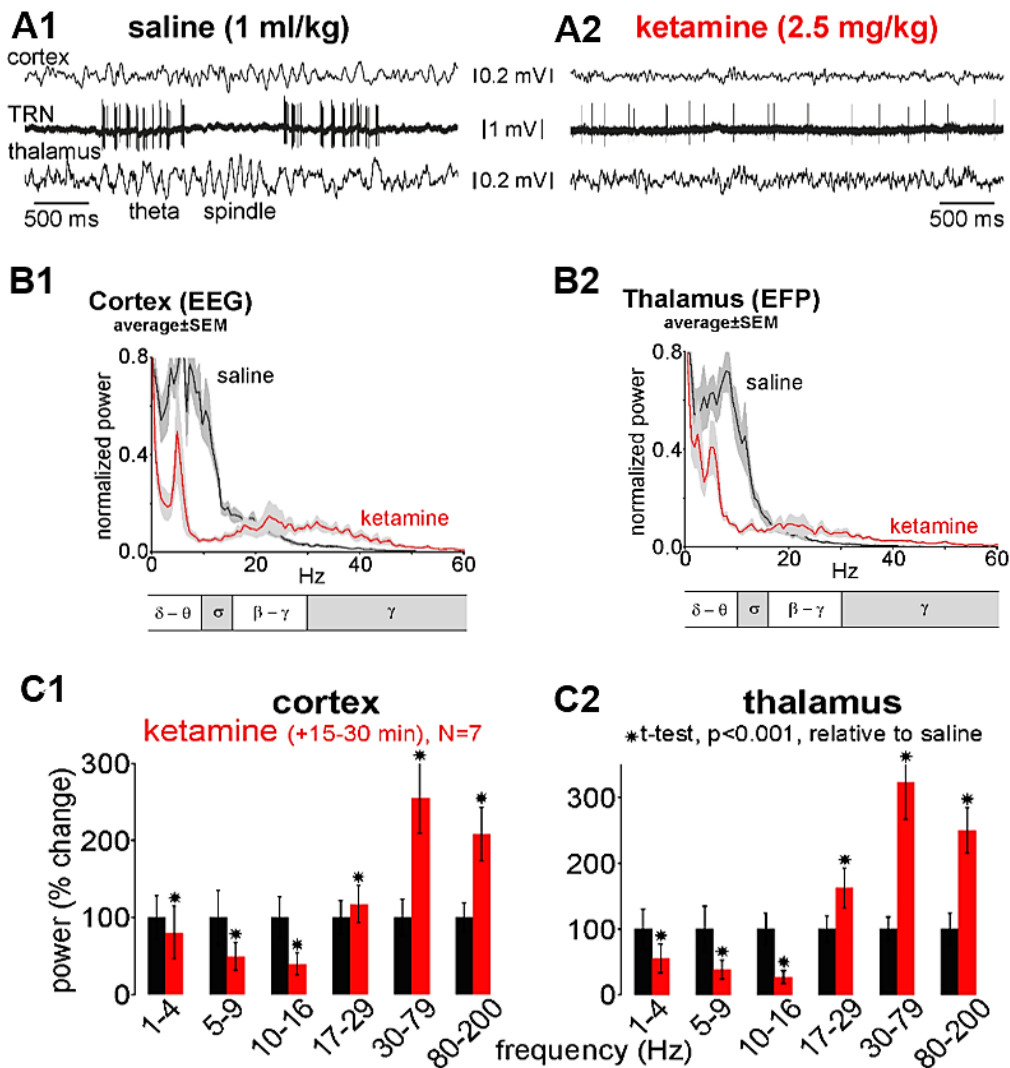 A1 saline (1 ml/kg)
A2 ketamine (2.5 mg/kg)
cortex
|0.2 mV|
TRN
|1 mV|
thalamus
|0.2 mV|
500 ms
theta spindle
500 ms
B1
Cortex (EEG)
average±SEM
0.8
saline
normalized power
0.4
ketamine
0.0
0 20 40 60
Hz
δ – θ σ β – γ γ
B2
Thalamus (EFP)
average±SEM
0.8
saline
normalized power
0.4
ketamine
0.0
0 20 40 60
Hz
δ – θ σ β – γ γ
C1 cortex
ketamine (+15-30 min), N=7
power (% change)
300
200
100
0
1-4 5-9 10-16 17-29 30-79 80-200
C2 thalamus
✷t-test, p<0.001, relative to saline
300
200
100
0
1-4 5-9 10-16 17-29 30-79 80-200
frequency (Hz)